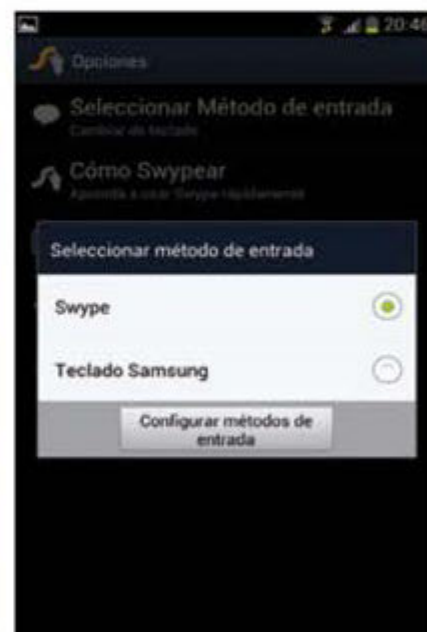 20:46
Opciones
Seleccionar Método de entrada
Cambiar de teclado
Cómo Swypear
Aprenda a usar Swype rápidamente
Seleccionar método de entrada
Swype
Teclado Samsung
Configurar métodos de
entrada